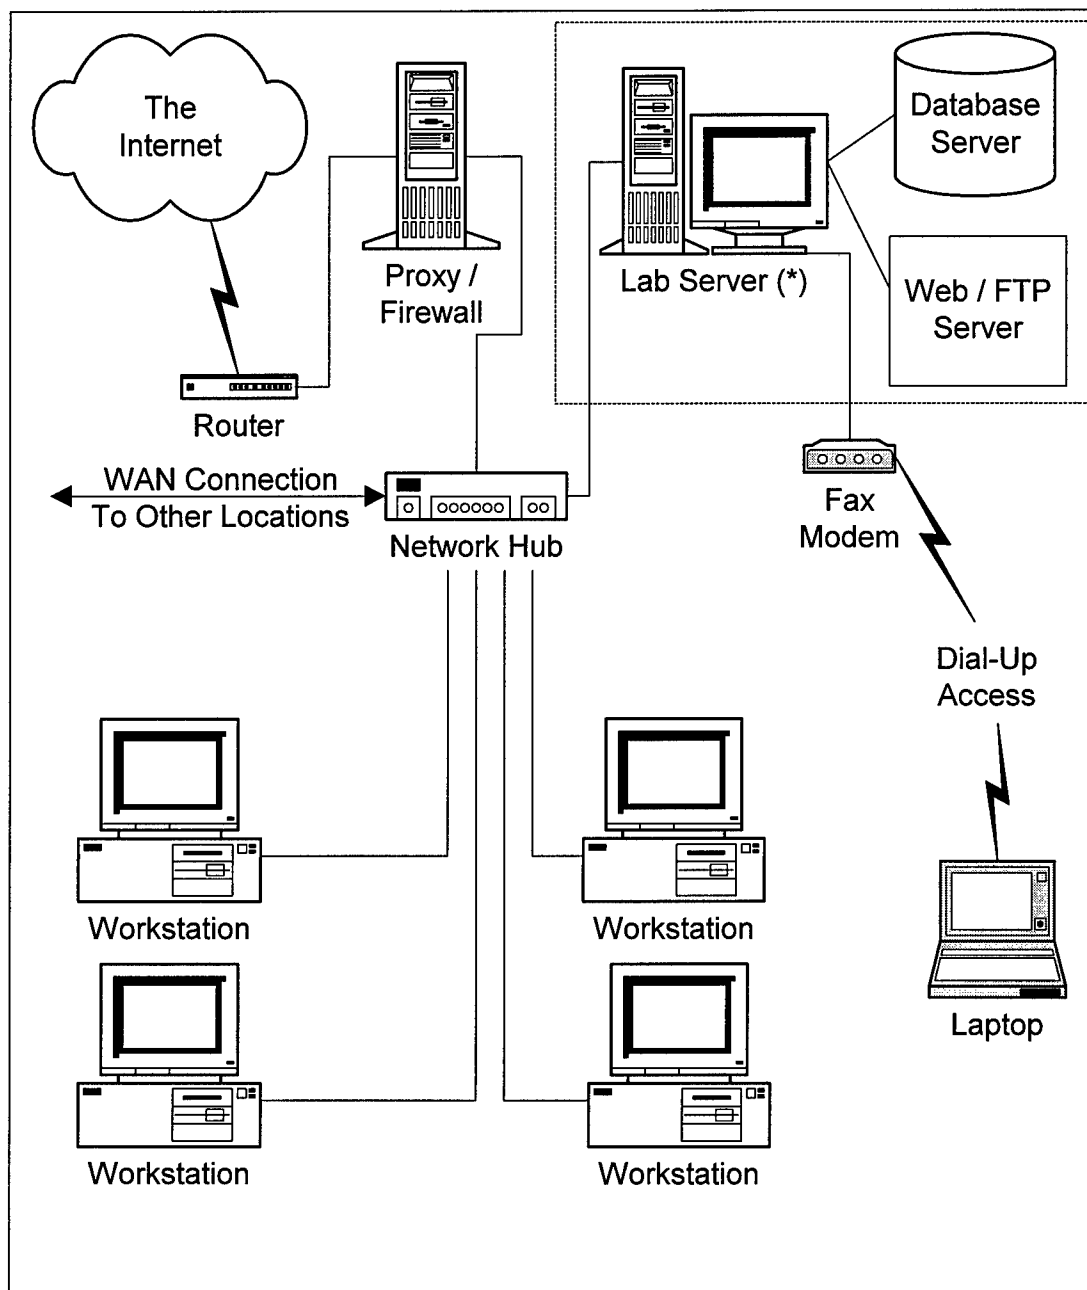 The
Internet
Proxy /
Firewall
Lab Server (*)
Database
Server
Web / FTP
Server
Router
WAN Connection
To Other Locations
Network Hub
Fax
Modem
Dial-Up
Access
Workstation
Workstation
Laptop
Workstation
Workstation